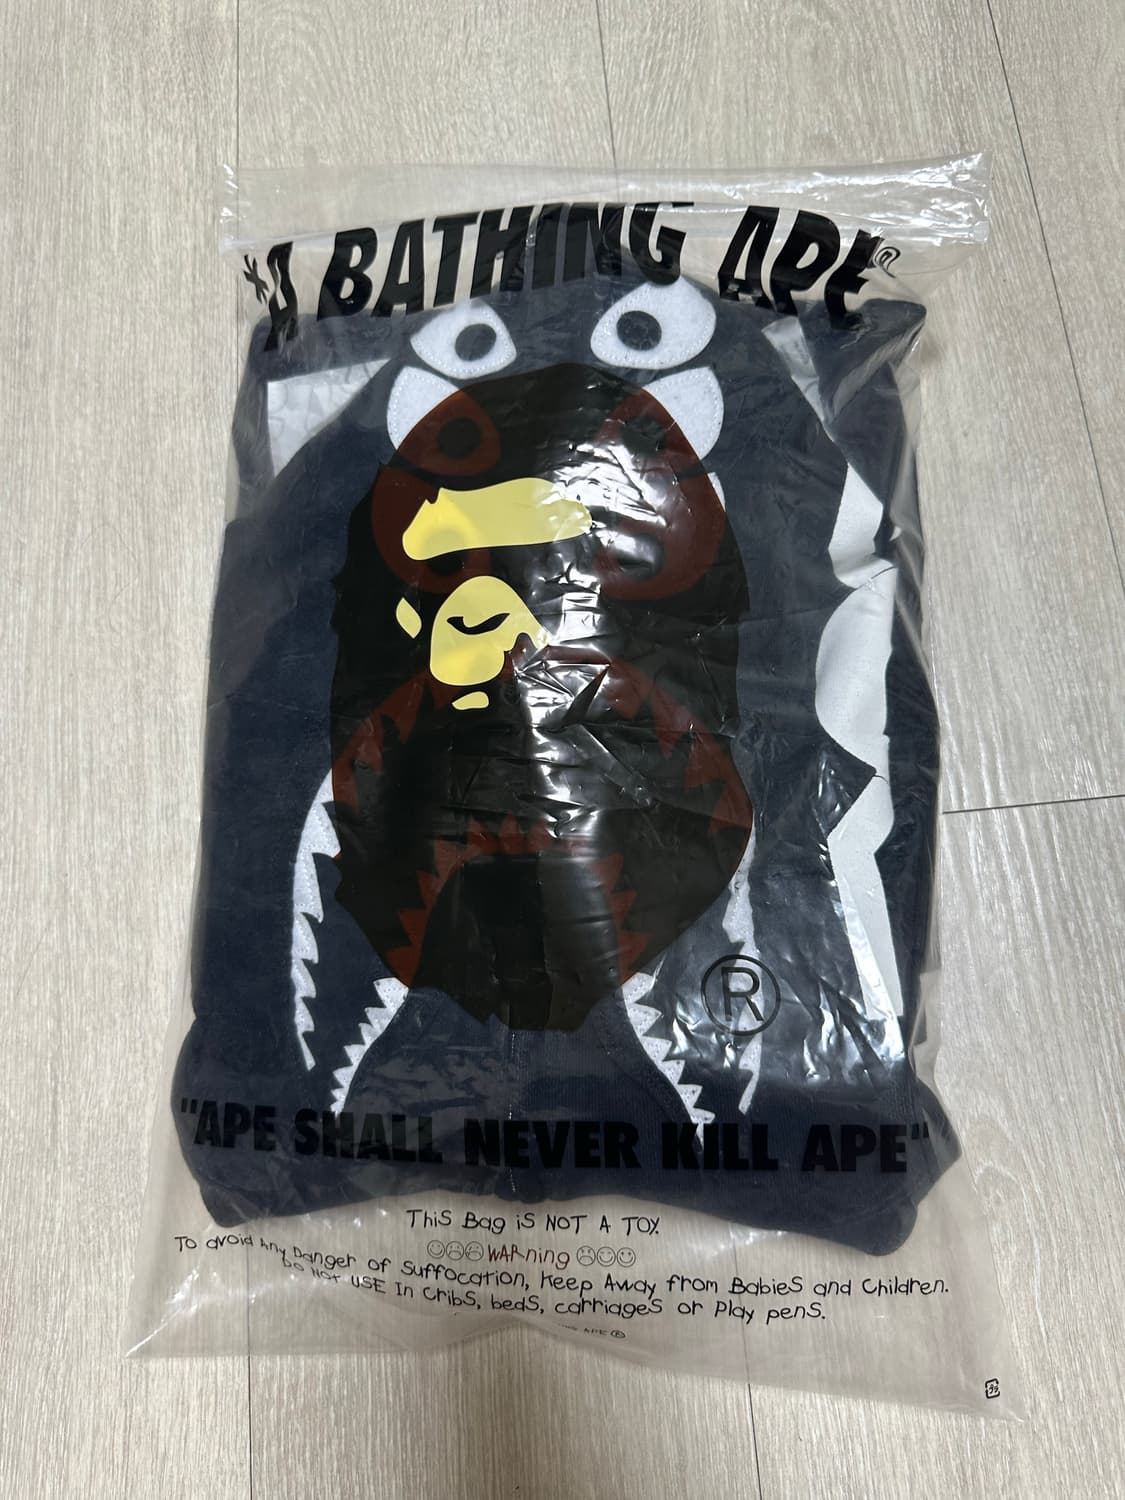 "A BATHING APE®
®
"APE SHALL NEVER KILL APE"
THiS Bag iS NOT A TOY.
WARning
To avoid Any Danger of Suffocation, Keep Away from Babies and Children.
Do Not USE In Cribs, beds, carriages or Play pens.
APE®